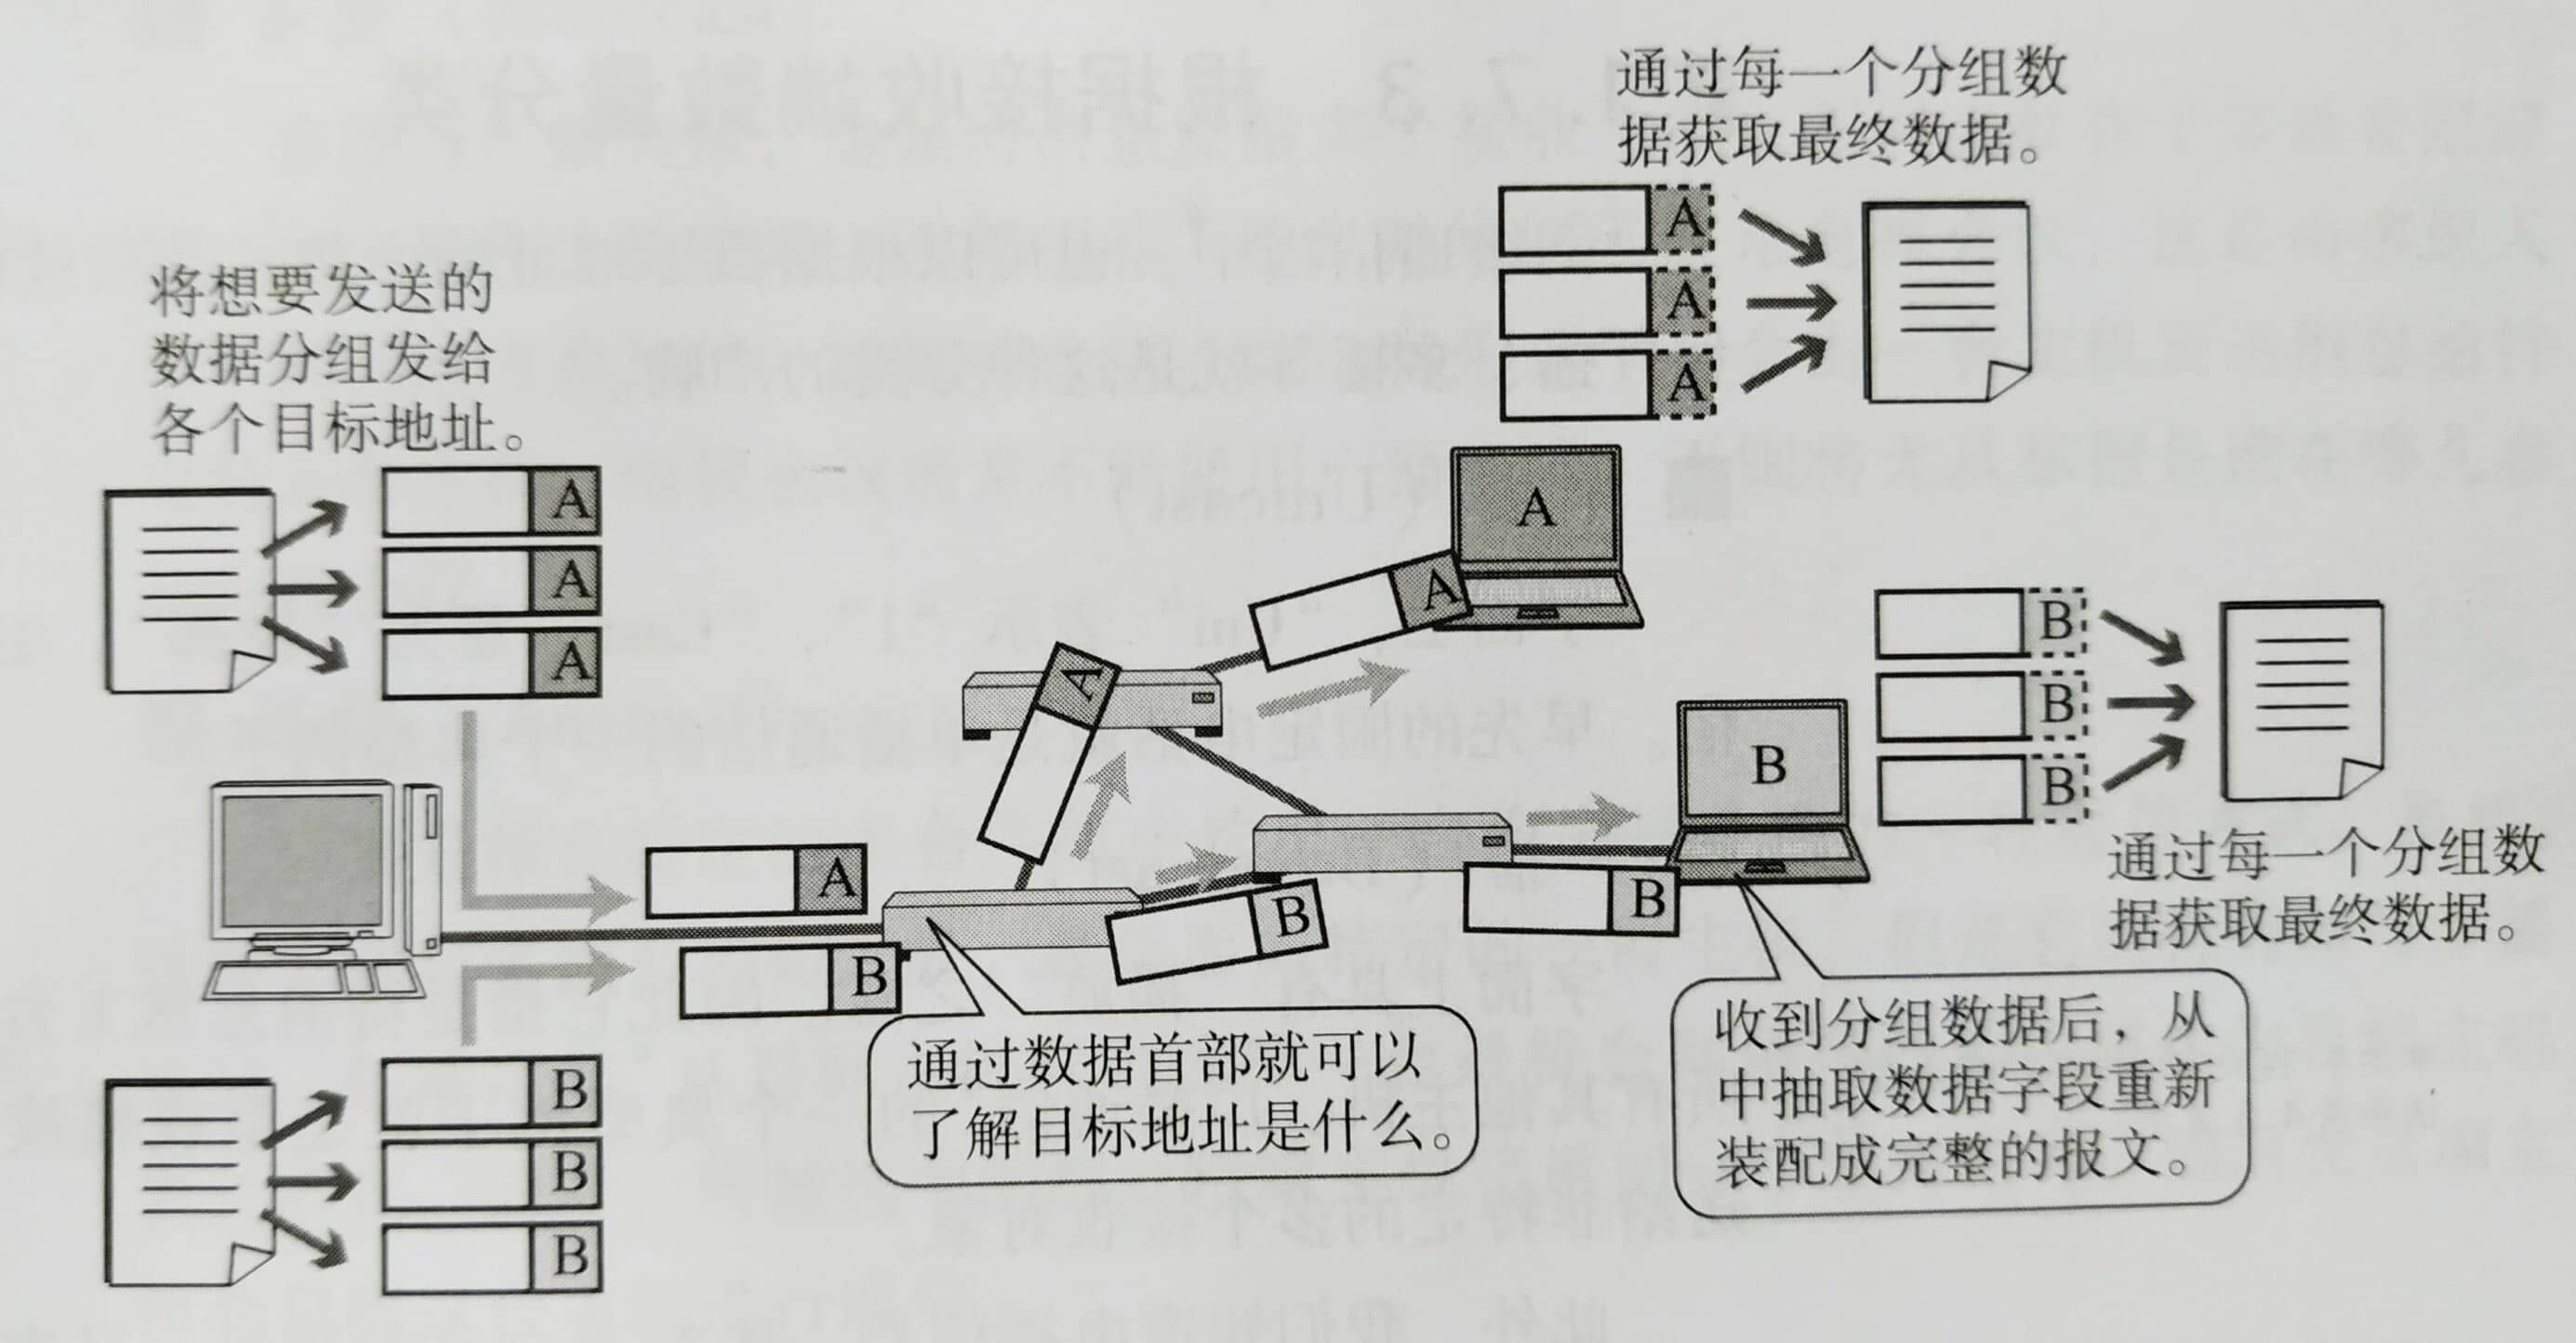 通过每一个分组数
据获取最终数据。
A
A
A
将想要发送的
数据分组发给
各个目标地址。
A
A
A
A
A
A
B
B
B
B
通过每一个分组数
据获取最终数据。
A
B
B
B
通过数据首部就可以
了解目标地址是什么。
收到分组数据后，从
中抽取数据字段重新
装配成完整的报文。
B
B
B